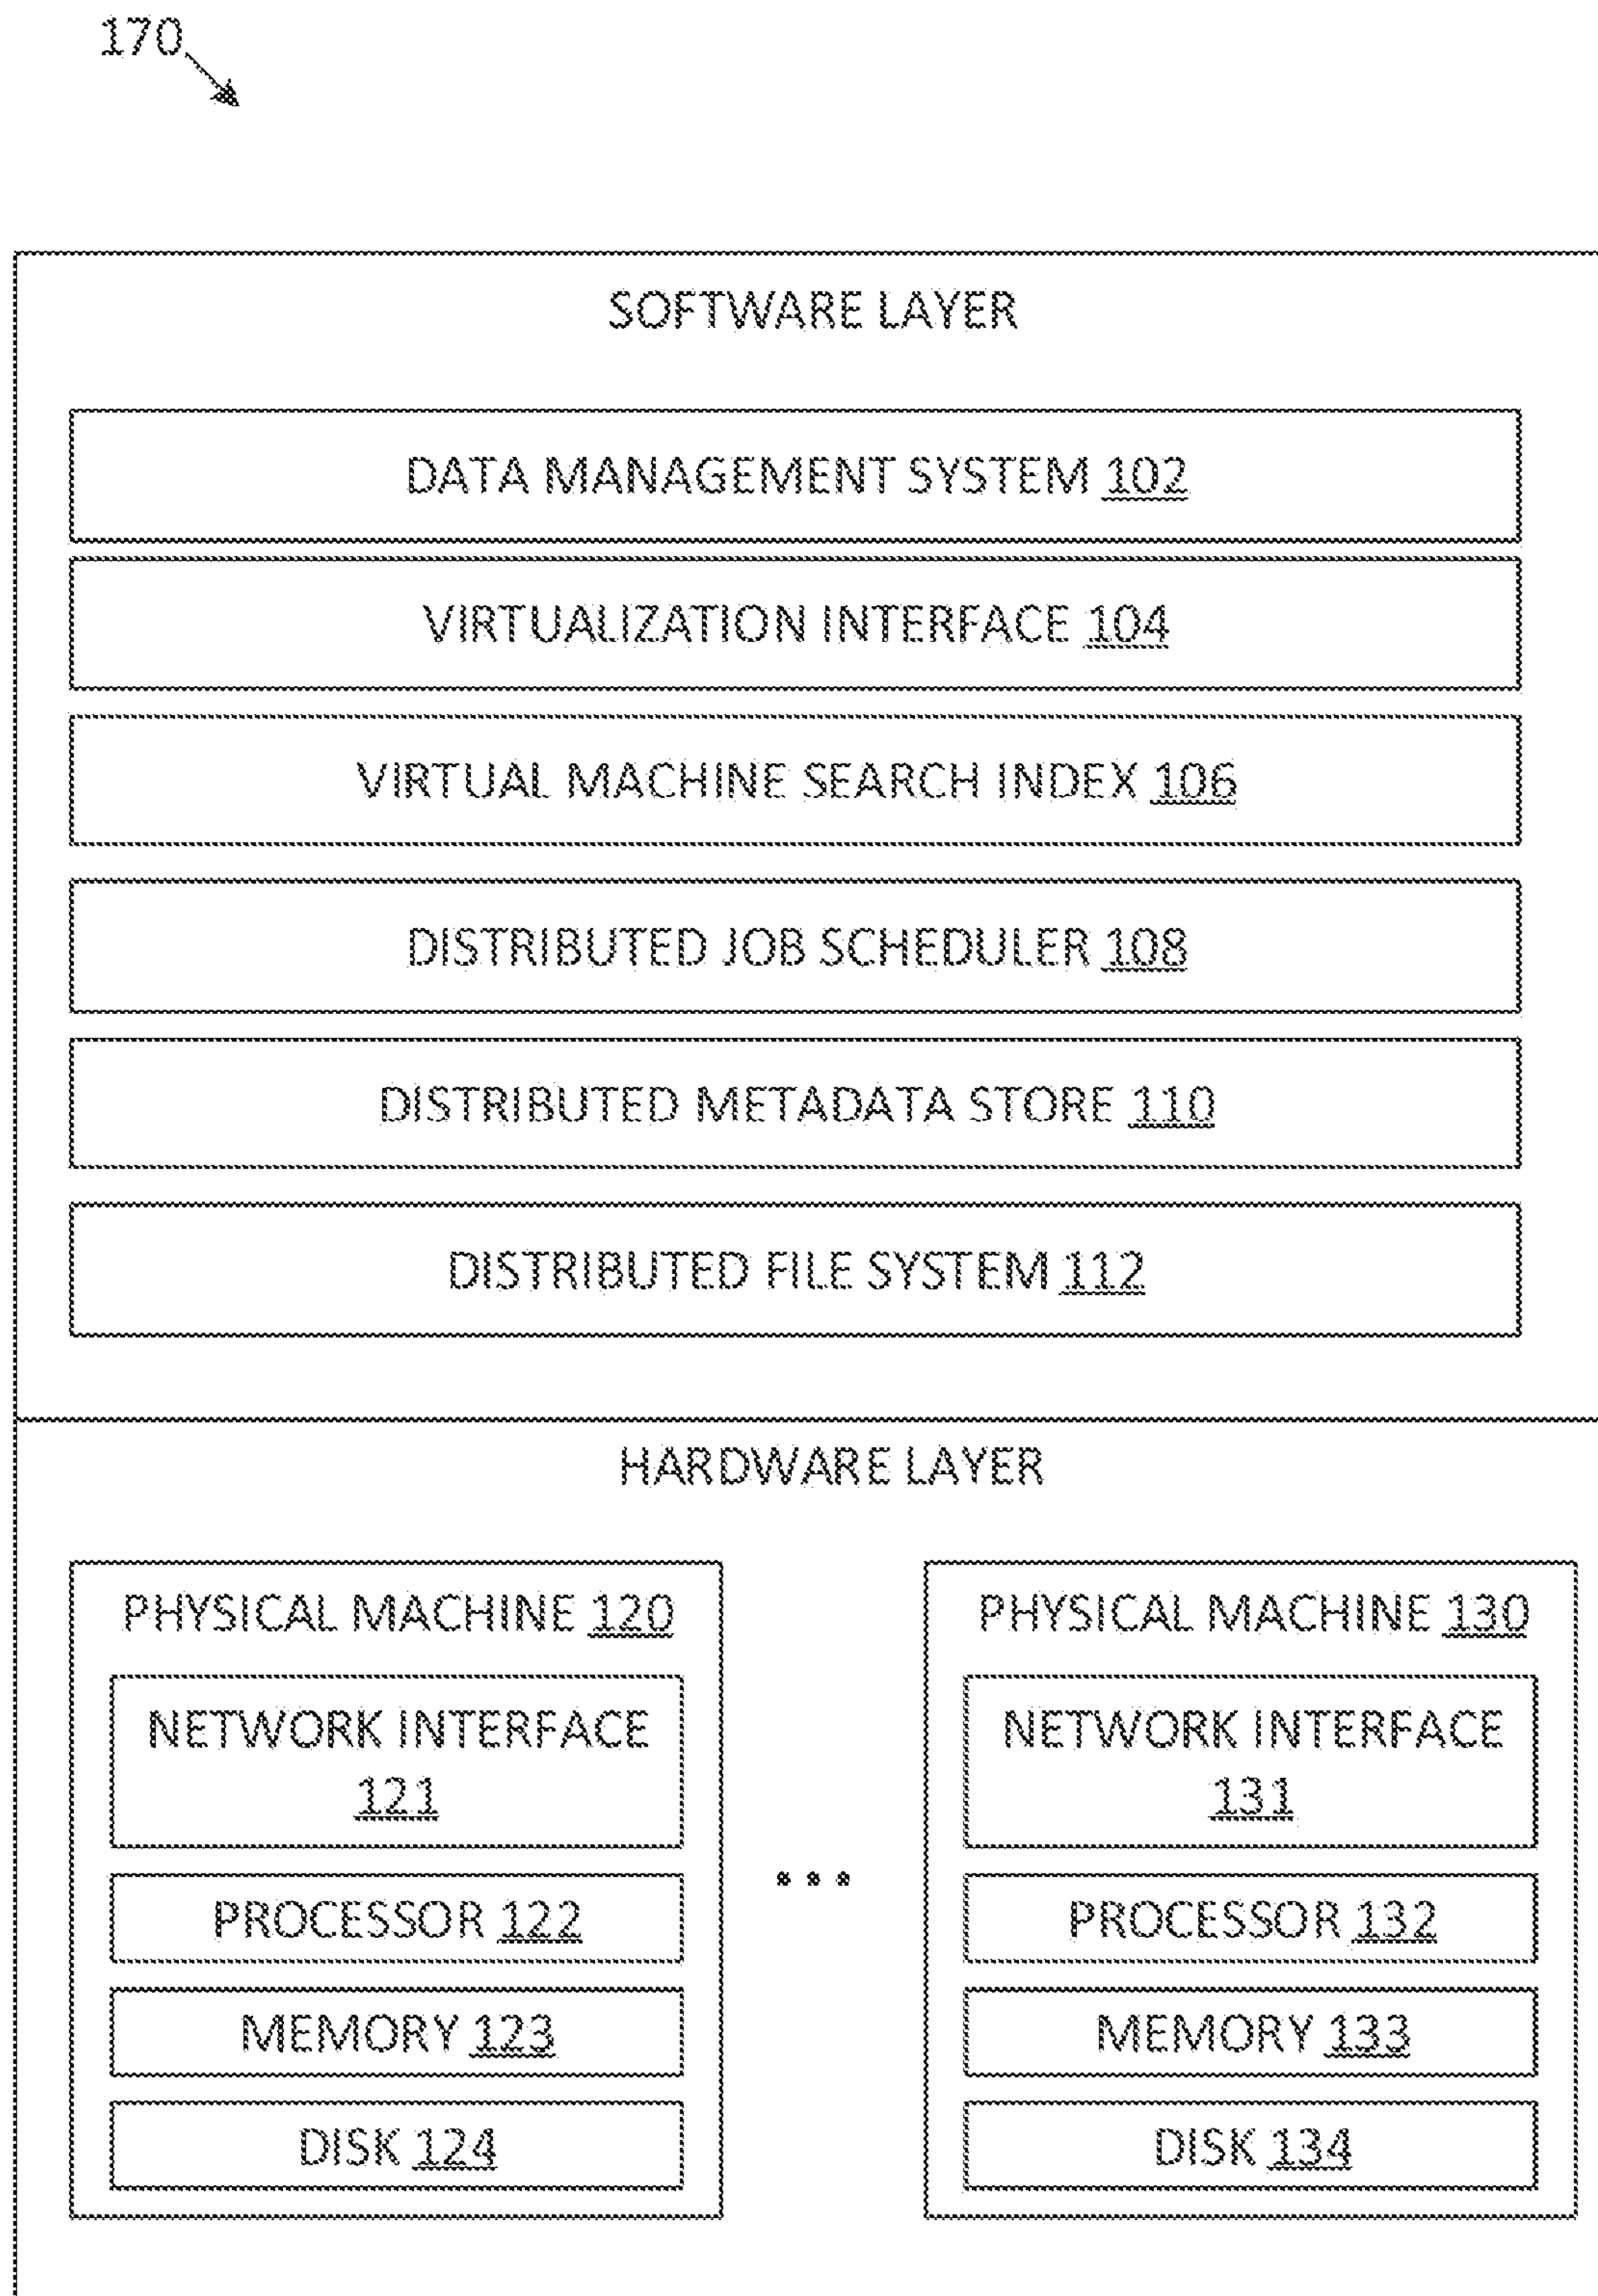 170
SOFTWARE LAYER
DATA MANAGEMENT SYSTEM 102
VIRTUALIZATION INTERFACE 104
VIRTUAL MACHINE SEARCH INDEX 106
DISTRIBUTED JOB SCHEDULER 108
DISTRIBUTED METADATA STORE 110
DISTRIBUTED FILE SYSTEM 112
HARDWARE LAYER
PHYSICAL MACHINE 120
NETWORK INTERFACE
121
PROCESSOR 122
MEMORY 123
DISK 124
...
PHYSICAL MACHINE 130
NETWORK INTERFACE
131
PROCESSOR 132
MEMORY 133
DISK 134